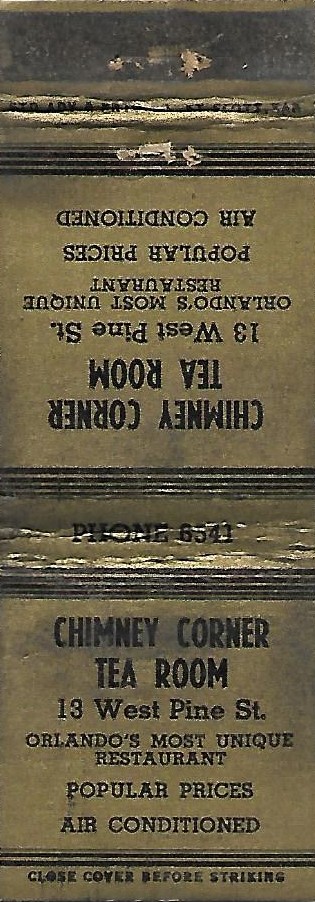 CHIMNEY CORNER
TEA ROOM
13 West Pine St.
ORLANDO'S MOST UNIQUE
RESTAURANT
POPULAR PRICES
AIR CONDITIONED
PHONE 6541
CHIMNEY CORNER
TEA ROOM
13 West Pine St.
ORLANDO'S MOST UNIQUE
RESTAURANT
POPULAR PRICES
AIR CONDITIONED
CLOSE COVER BEFORE STRIKING